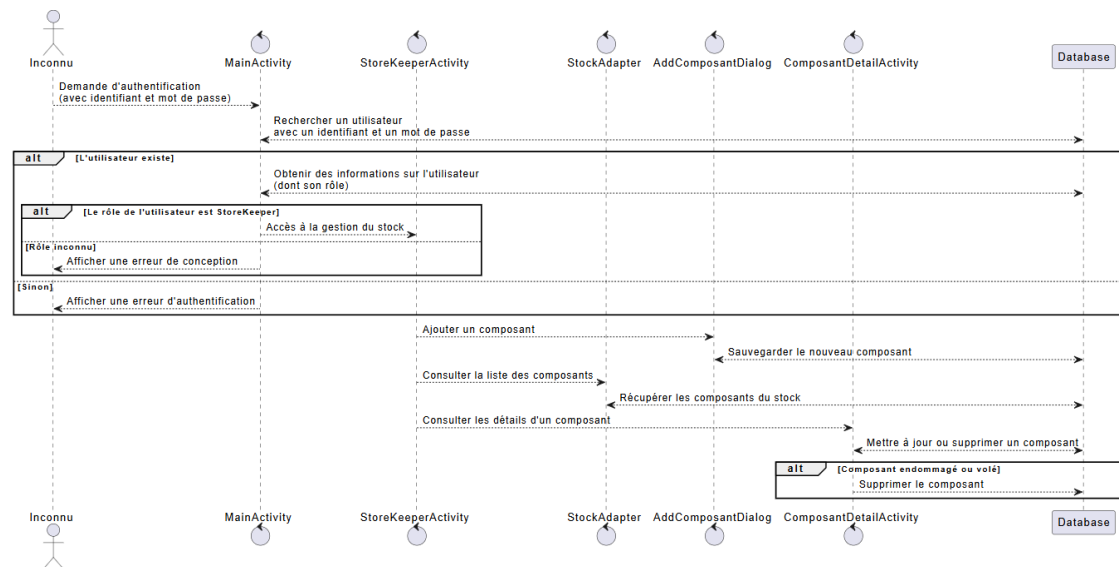 Inconnu
MainActivity
StoreKeeperActivity
StockAdapter
AddComposantDialog
ComposantDetailActivity
Database
Demande d'authentification
(avec identifiant et mot de passe)
Rechercher un utilisateur
avec un identifiant et un mot de passe
alt
[L'utilisateur existe]
Obtenir des informations sur l'utilisateur
(dont son rôle)
alt
[Le rôle de l'utilisateur est StoreKeeper]
Accès à la gestion du stock
[Rôle inconnu]
Afficher une erreur de conception
[Sinon]
Afficher une erreur d'authentification
Ajouter un composant
Sauvegarder le nouveau composant
Consulter la liste des composants
Récupérer les composants du stock
Consulter les détails d'un composant
Mettre à jour ou supprimer un composant
alt
[Composant endommagé ou volé]
Supprimer le composant
Inconnu
MainActivity
StoreKeeperActivity
StockAdapter
AddComposantDialog
ComposantDetailActivity
Database